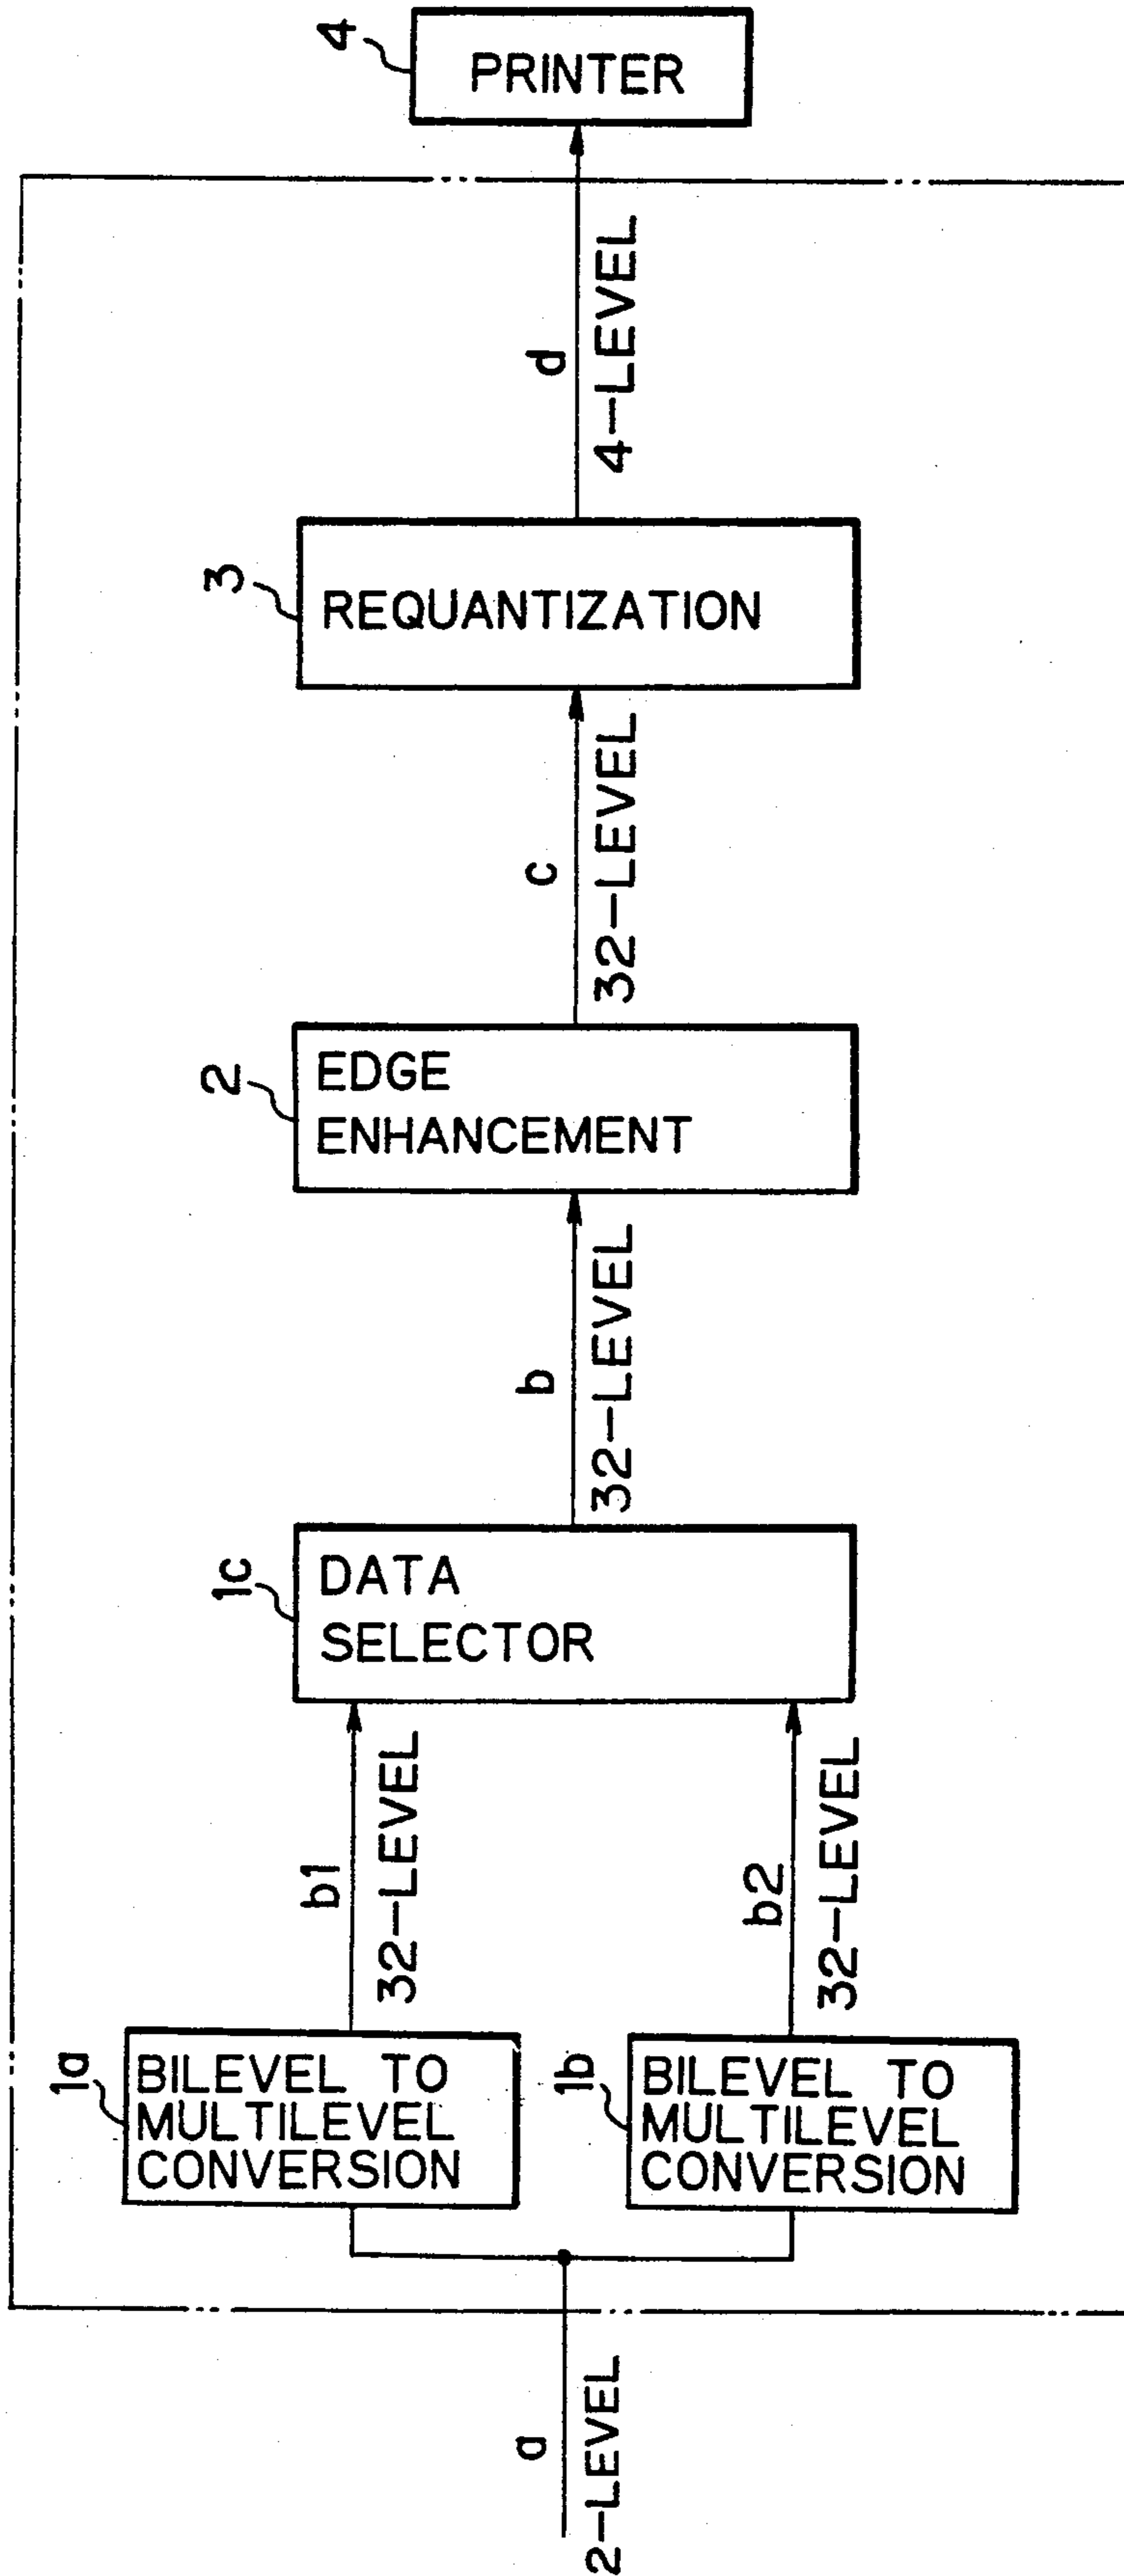 a
2-LEVEL
1a
BILEVEL TO
MULTILEVEL
CONVERSION
1b
BILEVEL TO
MULTILEVEL
CONVERSION
b1
32-LEVEL
b2
32-LEVEL
1c
DATA
SELECTOR
b
32-LEVEL
2
EDGE
ENHANCEMENT
c
32-LEVEL
3
REQUANTIZATION
d
4-LEVEL
4
PRINTER